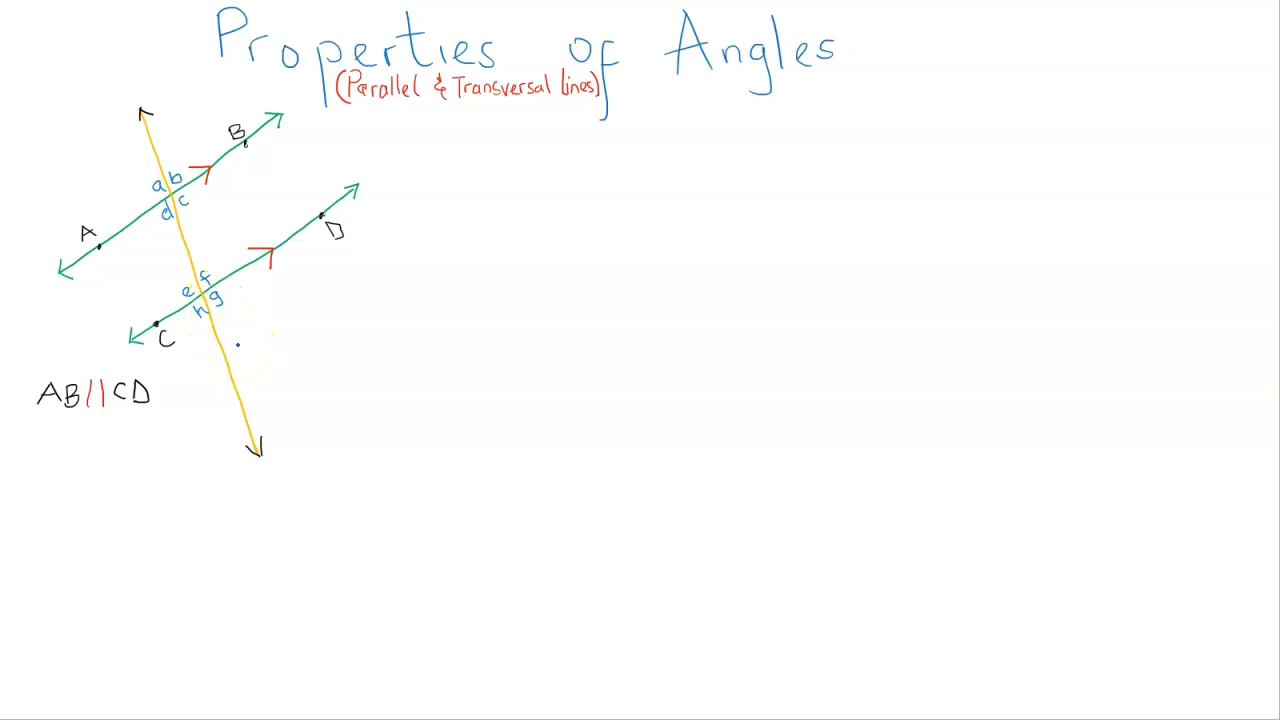 Properties of Angles
(Parallel & Transversal lines)
B
a b
d c
A
D
e f
h g
C
AB//CD